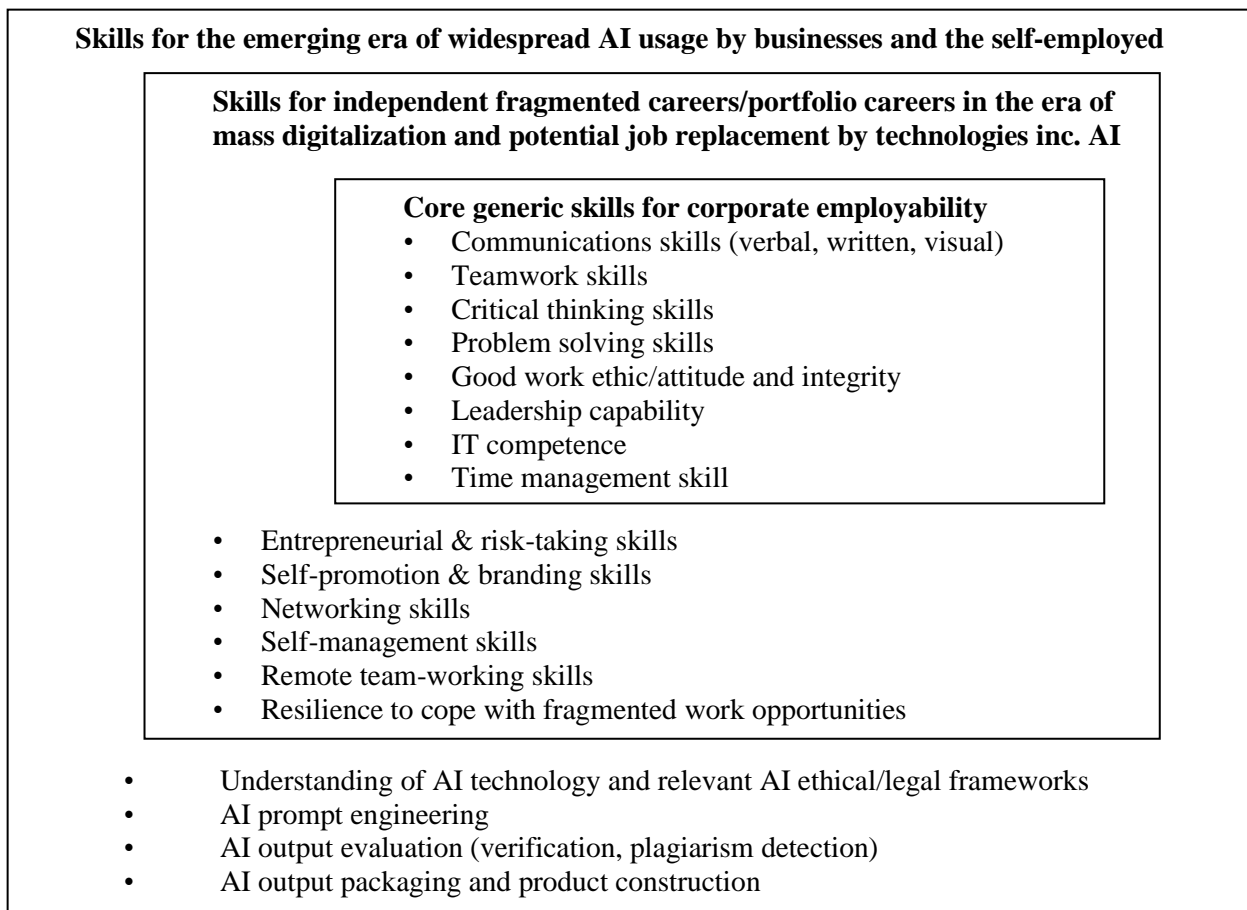 Skills for the emerging era of widespread AI usage by businesses and the self-employed
Skills for independent fragmented careers/portfolio careers in the era of
mass digitalization and potential job replacement by technologies inc. AI
Core generic skills for corporate employability
• Communications skills (verbal, written, visual)
• Teamwork skills
• Critical thinking skills
• Problem solving skills
• Good work ethic/attitude and integrity
• Leadership capability
• IT competence
• Time management skill
• Entrepreneurial & risk-taking skills
• Self-promotion & branding skills
• Networking skills
• Self-management skills
• Remote team-working skills
• Resilience to cope with fragmented work opportunities
• Understanding of AI technology and relevant AI ethical/legal frameworks
• AI prompt engineering
• AI output evaluation (verification, plagiarism detection)
• AI output packaging and product construction